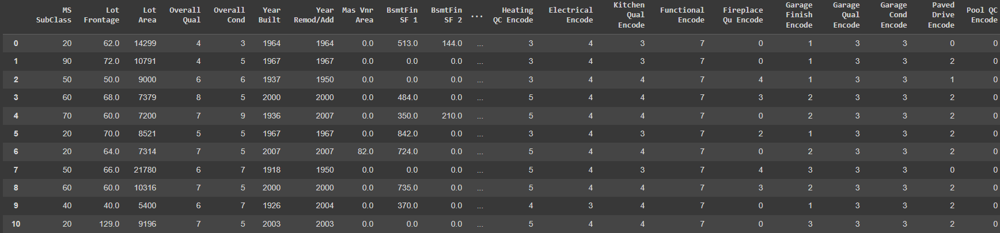 MS SubClass Lot Frontage Lot Area Overall Qual Overall Cond Year Built Year Remod/Add Mas Vnr Area BsmtFin SF 1 BsmtFin SF 2 ... Heating QC Encode Electrical Encode Kitchen Qual Encode Functional Encode Fireplace Qu Encode Garage Finish Encode Garage Qual Encode Garage Cond Encode Paved Drive Encode Pool QC Encode
0 20 62.0 14299 4 3 1964 1964 0.0 513.0 144.0 ... 3 4 3 7 0 1 3 3 0 0
1 90 72.0 10791 4 5 1967 1967 0.0 0.0 0.0 ... 3 4 3 7 0 1 3 3 2 0
2 50 50.0 9000 6 6 1937 1950 0.0 0.0 0.0 ... 3 4 4 7 4 1 3 3 1 0
3 60 68.0 7379 8 5 2000 2000 0.0 484.0 0.0 ... 5 4 4 7 3 2 3 3 2 0
4 70 60.0 7200 7 9 1936 2007 0.0 350.0 210.0 ... 5 4 4 7 0 2 3 3 2 0
5 20 70.0 8521 5 5 1967 1967 0.0 842.0 0.0 ... 3 4 3 7 2 1 3 3 2 0
6 20 64.0 7314 7 5 2007 2007 82.0 724.0 0.0 ... 5 4 4 7 0 2 3 3 2 0
7 50 66.0 21780 6 7 1918 1950 0.0 0.0 0.0 ... 5 4 3 7 4 3 3 3 0 0
8 60 60.0 10316 7 5 2000 2000 0.0 735.0 0.0 ... 5 4 4 7 3 2 3 3 2 0
9 40 40.0 5400 6 7 1926 2004 0.0 370.0 0.0 ... 4 3 4 7 0 1 3 3 2 0
10 20 129.0 9196 7 5 2003 2003 0.0 0.0 0.0 ... 5 4 4 7 0 3 3 3 2 0